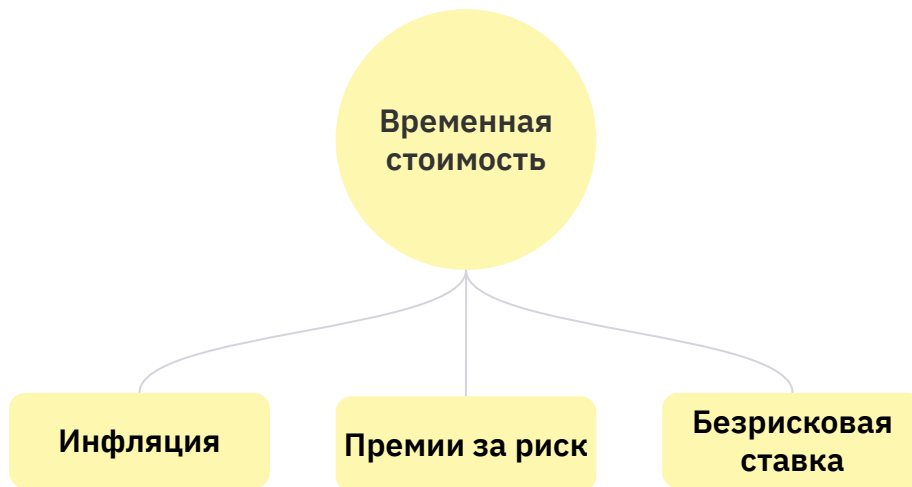 Временная
стоимость
Инфляция
Премии за риск
Безрисковая
ставка